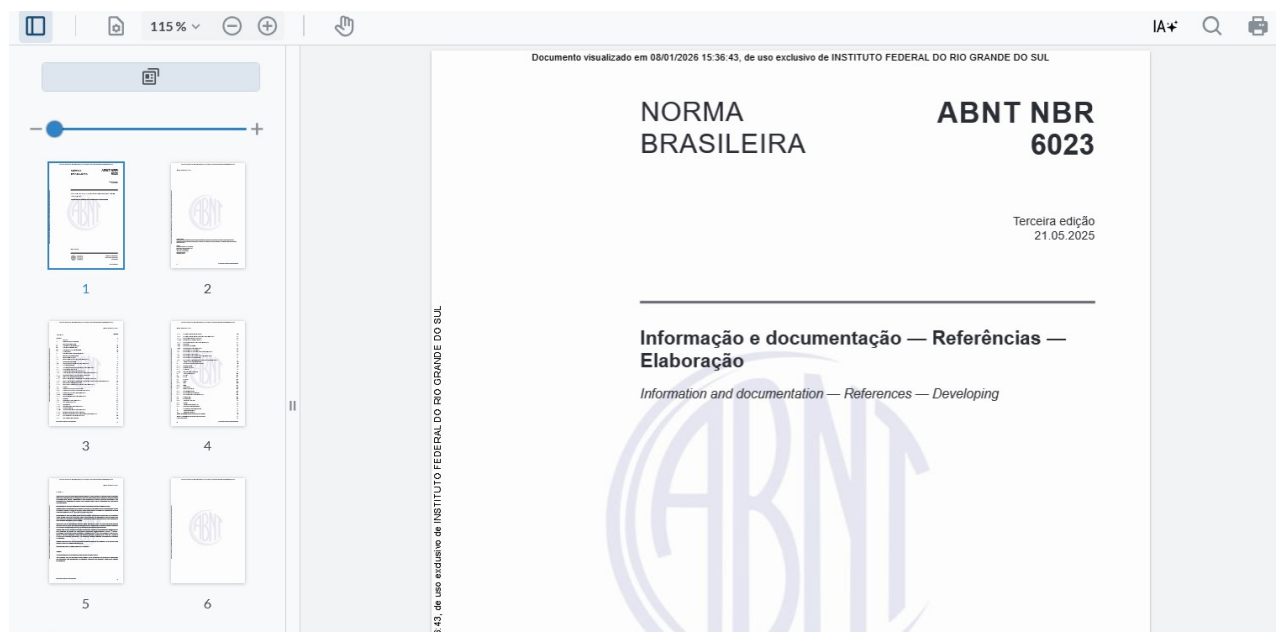 115 %
IA
Documento visualizado em 08/01/2026 15:36:43, de uso exclusivo de INSTITUTO FEDERAL DO RIO GRANDE DO SUL
NORMA
BRASILEIRA
ABNT NBR
6023
Terceira edição
21.05.2025
Informação e documentação — Referências —
Elaboração
Information and documentation — References — Developing
ABNT
6:43, de uso exclusivo de INSTITUTO FEDERAL DO RIO GRANDE DO SUL
1
2
3
4
5
6